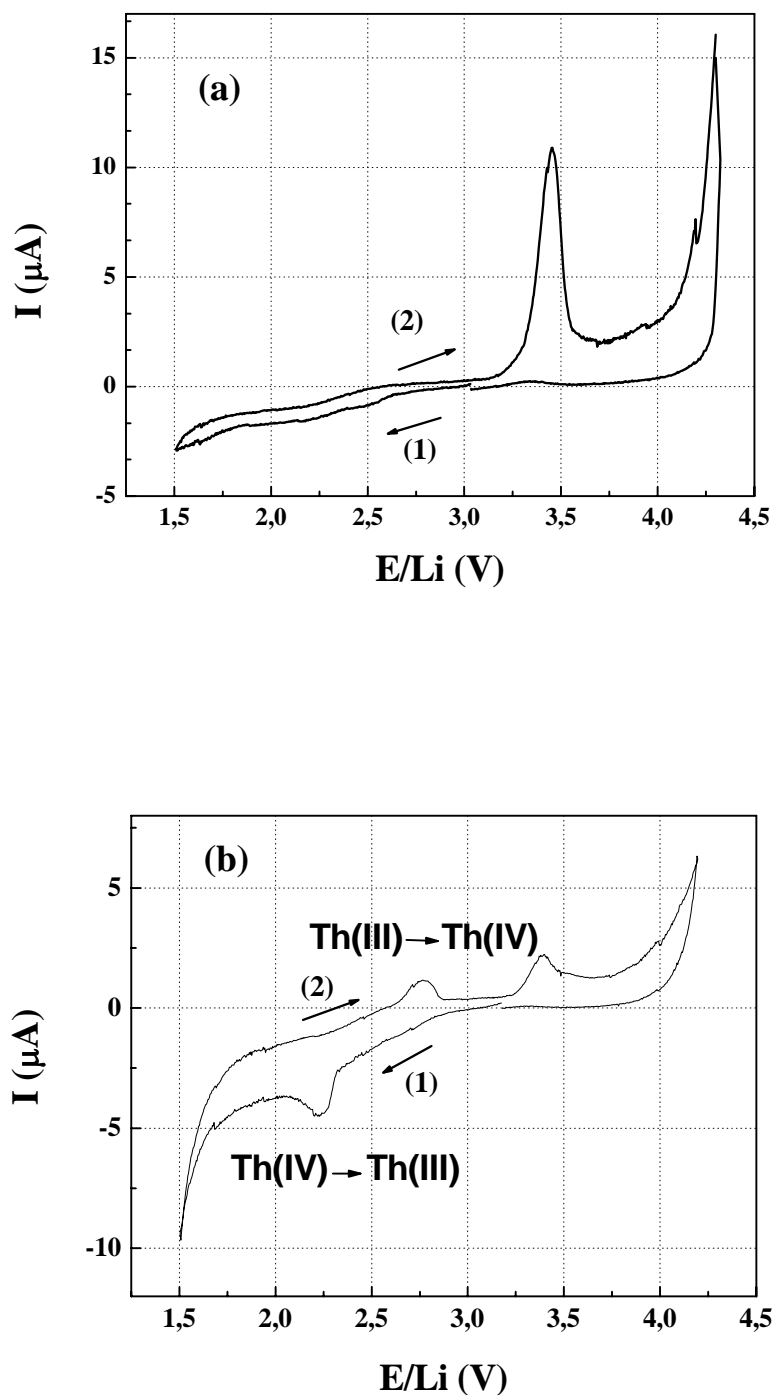 (a)
15
10
5
0
-5
I (μA)
(2)
(1)
1,5 2,0 2,5 3,0 3,5 4,0 4,5
E/Li (V)
(b)
5
0
-5
-10
I (μA)
Th(III) → Th(IV)
(2)
(1)
Th(IV) → Th(III)
1,5 2,0 2,5 3,0 3,5 4,0 4,5
E/Li (V)